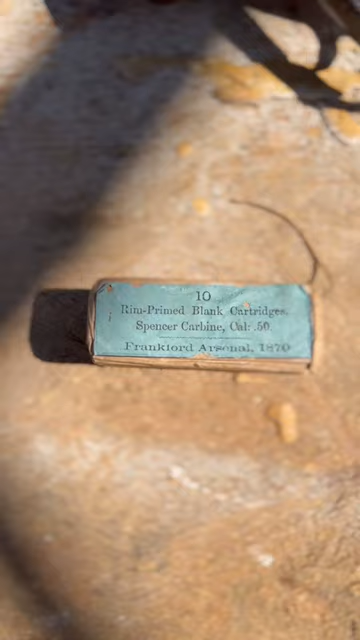 10
Rim-Primed Blank Cartridges.
Spencer Carbine, Cal: .50.
Frankford Arsenal, 1870